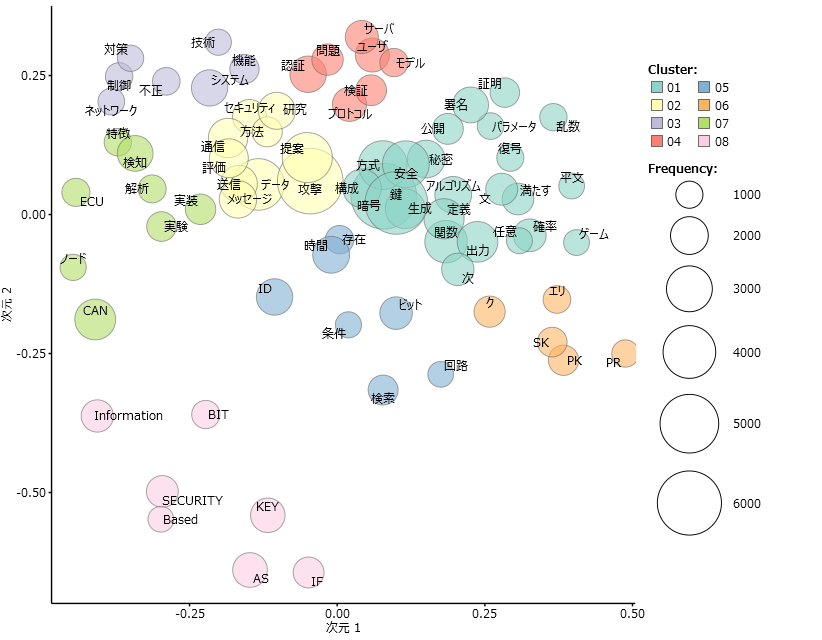 サーバ
技術
対策
問題
ユーザ
機能
認証
モデル
0.25
制御
不正
システム
検証
証明
ネットワーク
セキュリティ
研究
プロトコル
署名
特徴
方法
公開
パラメータ
乱数
通信
提案
検知
評価
方式
安全
秘密
復号
解析
送信
データ
攻撃
構成
鍵
アルゴリズム
満たす
平文
ECU
実装
メッセージ
暗号
生成
定義
文
0.00
実験
時間
存在
関数
任意
確率
ゲーム
出力
ノード
次
ID
エリ
ク
ビット
CAN
条件
SK
-0.25
PK
PR
回路
検索
Information
BIT
-0.50
SECURITY
KEY
Based
AS
IF
-0.25
0.00
0.25
0.50
次元 1
次元 2
Cluster:
01
05
02
06
03
07
04
08
Frequency:
1000
2000
3000
4000
5000
6000